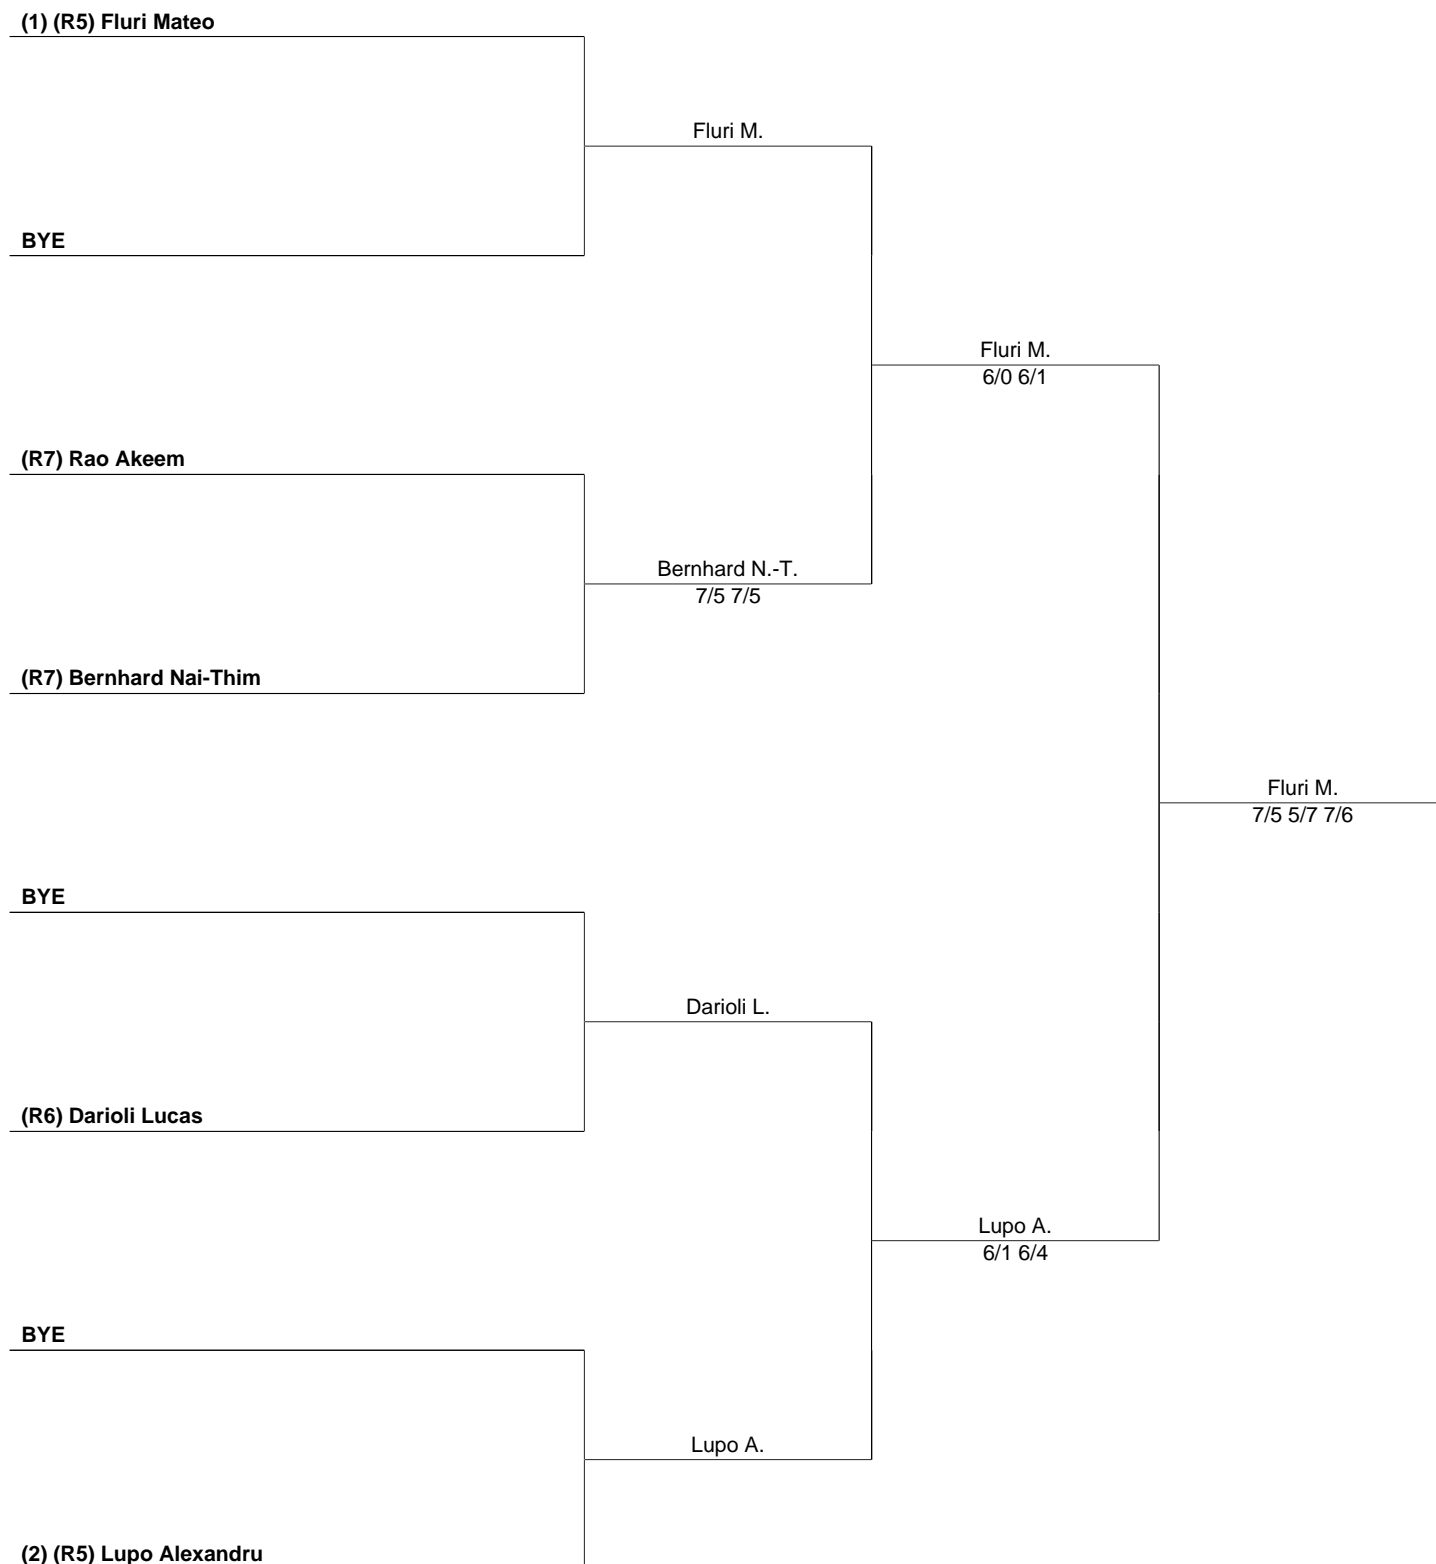 (1) (R5) Fluri Mateo
Fluri M.
BYE
Fluri M.
6/0 6/1
(R7) Rao Akeem
Bernhard N.-T.
7/5 7/5
(R7) Bernhard Nai-Thim
Fluri M.
7/5 5/7 7/6
BYE
Darioli L.
(R6) Darioli Lucas
Lupo A.
6/1 6/4
BYE
Lupo A.
(2) (R5) Lupo Alexandru